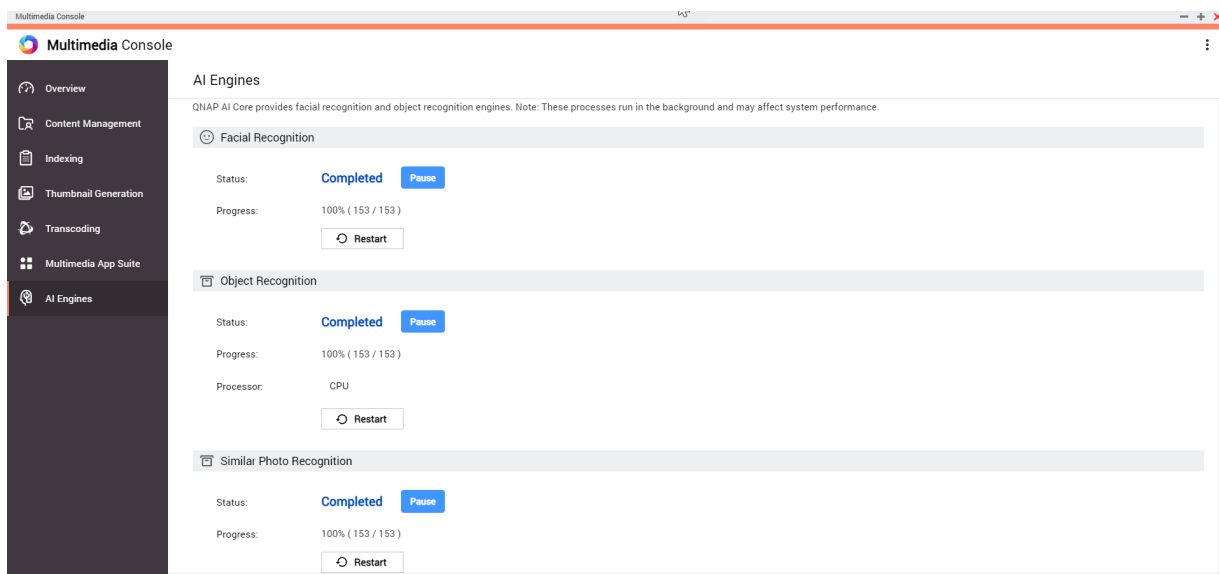 Multimedia Console
Multimedia Console
Overview
Content Management
Indexing
Thumbnail Generation
Transcoding
Multimedia App Suite
AI Engines
AI Engines
QNAP AI Core provides facial recognition and object recognition engines. Note: These processes run in the background and may affect system performance.
Facial Recognition
Status: Completed Pause
Progress: 100% ( 153 / 153 )
Restart
Object Recognition
Status: Completed Pause
Progress: 100% ( 153 / 153 )
Processor: CPU
Restart
Similar Photo Recognition
Status: Completed Pause
Progress: 100% ( 153 / 153 )
Restart